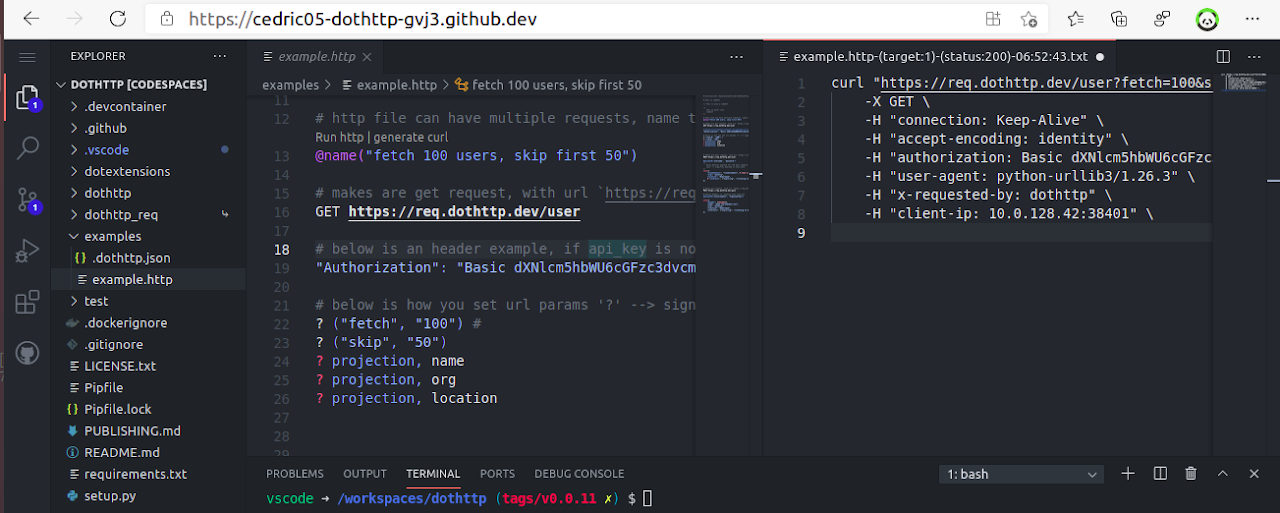 https://cedric05-dothttp-gvj3.github.dev
EXPLORER
DOTHTTP [CODESPACES]
.devcontainer
.github
.vscode
dotextensions
dothttp
dothttp_req
examples
.dothttp.json
example.http
test
.dockerignore
.gitignore
LICENSE.txt
Pipfile
Pipfile.lock
PUBLISHING.md
README.md
requirements.txt
setup.py
1
1
example.http
examples > example.http > fetch 100 users, skip first 50
11
12 # http file can have multiple requests, name t
Run http | generate curl
13 @name("fetch 100 users, skip first 50")
14
15 # makes are get request, with url `https://req
16 GET https://req.dothttp.dev/user
17
18 # below is an header example, if api_key is no
19 "Authorization": "Basic dXNlcm5hbWU6cGFzc3dvcm
20
21 # below is how you set url params '?' --> sign
22 ? ("fetch", "100") #
23 ? ("skip", "50")
24 ? projection, name
25 ? projection, org
26 ? projection, location
27
28
29
example.http-(target:1)-(status:200)-06:52:43.txt
1 curl "https://req.dothttp.dev/user?fetch=100&s
2 -X GET \
3 -H "connection: Keep-Alive" \
4 -H "accept-encoding: identity" \
5 -H "authorization: Basic dXNlcm5hbWU6cGFzc
6 -H "user-agent: python-urllib3/1.26.3" \
7 -H "x-requested-by: dothttp" \
8 -H "client-ip: 10.0.128.42:38401" \
9
PROBLEMS OUTPUT TERMINAL PORTS DEBUG CONSOLE
1: bash
vscode → /workspaces/dothttp (tags/v0.0.11 ✗) $